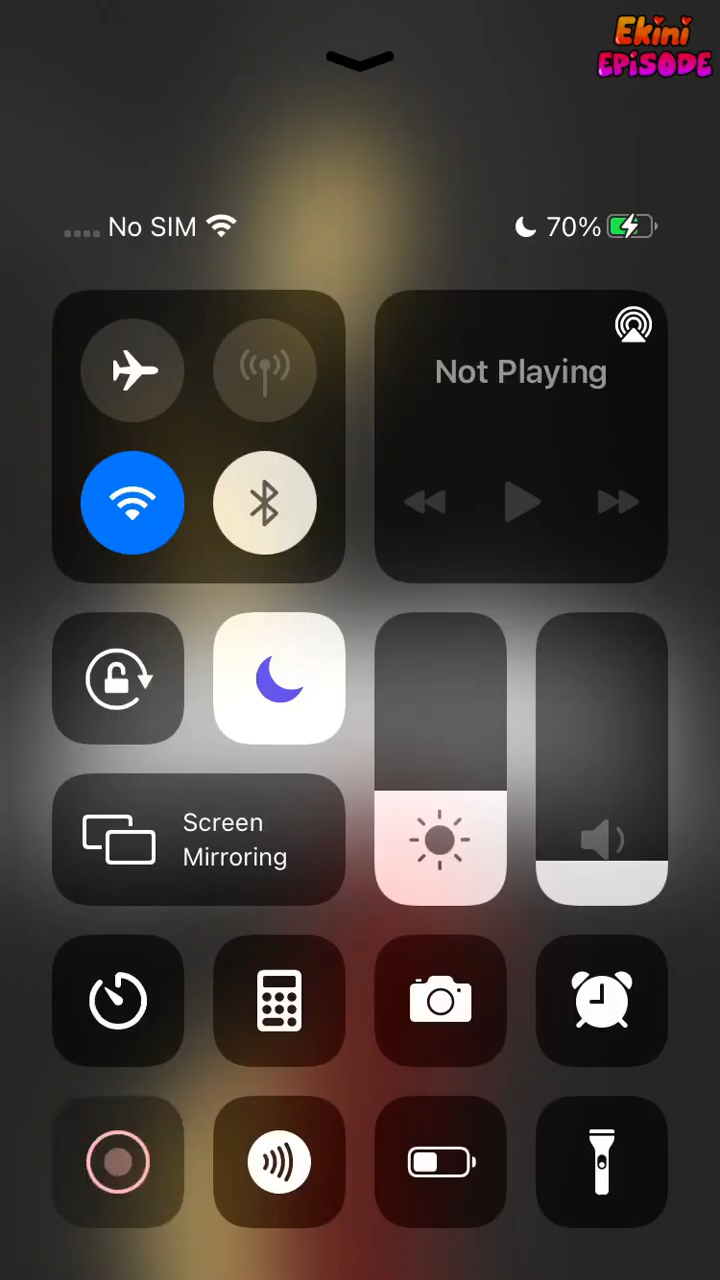 Ekini
EPiSODE
No SIM
70%
Not Playing
Screen
Mirroring